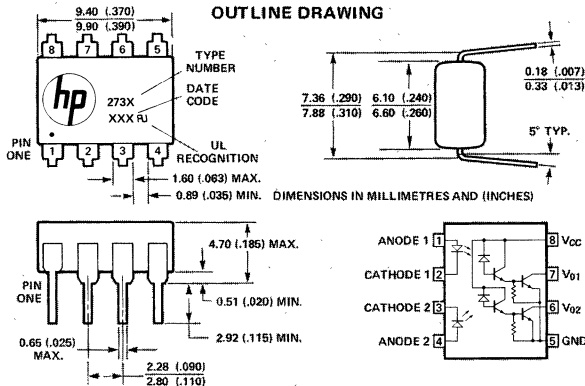 OUTLINE DRAWING
9.40 (.370)
9.90 (.390)
8 7 6 5
hp
273X
XXX
TYPE
NUMBER
DATE
CODE
UL
RECOGNITION
PIN
ONE
1 2 3 4
1.60 (.063) MAX.
0.89 (.035) MIN.
7.36 (.290)
7.88 (.310)
6.10 (.240)
6.60 (.260)
0.18 (.007)
0.33 (.013)
5° TYP.
DIMENSIONS IN MILLIMETRES AND (INCHES)
4.70 (.185) MAX.
PIN
ONE
0.51 (.020) MIN.
2.92 (.115) MIN.
0.65 (.025)
MAX.
2.28 (.090)
2.80 (.110)
ANODE 1 1
CATHODE 1 2
CATHODE 2 3
ANODE 2 4
8 VCC
7 V01
6 V02
5 GND